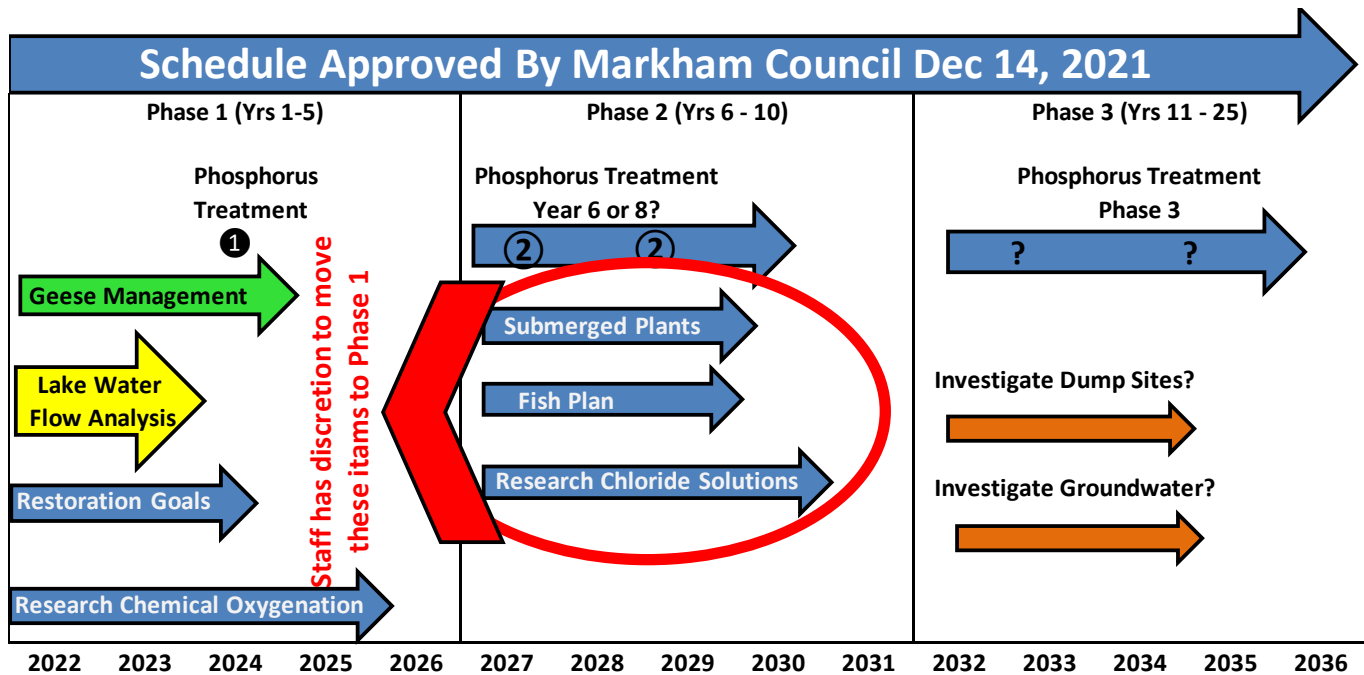 Schedule Approved By Markham Council Dec 14, 2021
Phase 1 (Yrs 1-5)
Phosphorus
Treatment
❶
Geese Management
Lake Water
Flow Analysis
Restoration Goals
Research Chemical Oxygenation
Staff has discretion to move
these itams to Phase 1
Phase 2 (Yrs 6 - 10)
Phosphorus Treatment
Year 6 or 8?
② ②
Submerged Plants
Fish Plan
Research Chloride Solutions
Phase 3 (Yrs 11 - 25)
Phosphorus Treatment
Phase 3
? ?
Investigate Dump Sites?
Investigate Groundwater?
2022 2023 2024 2025 2026 2027 2028 2029 2030 2031 2032 2033 2034 2035 2036